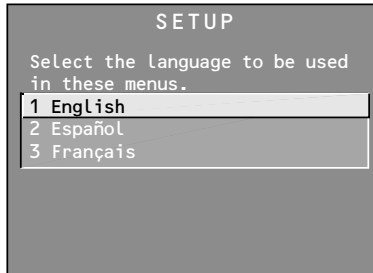 SETUP
Select the language to be used
in these menus.
1 English
2 Español
3 Français